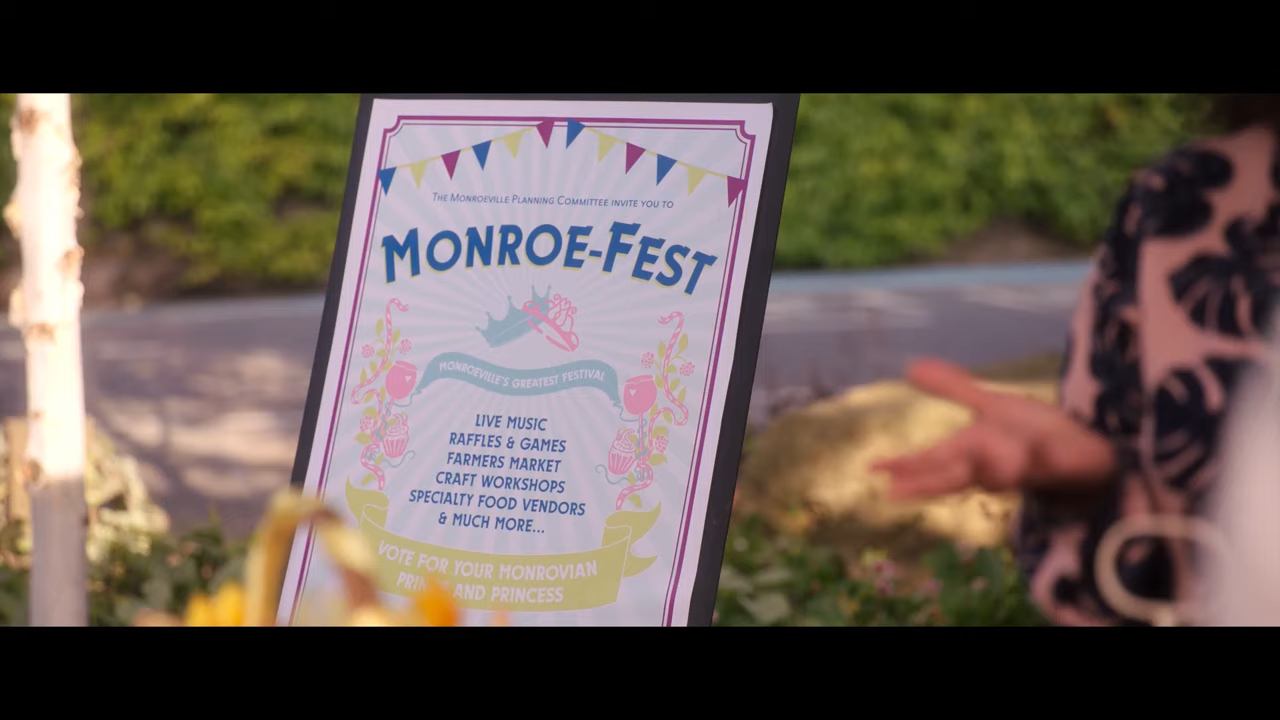 The Monroeville Planning Committee invite you to
Monroe-Fest
Monroeville's Greatest Festival
Live Music
Raffles & Games
Farmers Market
Craft Workshops
Specialty Food Vendors
& Much More...
Vote for your Monrovian
and Princess